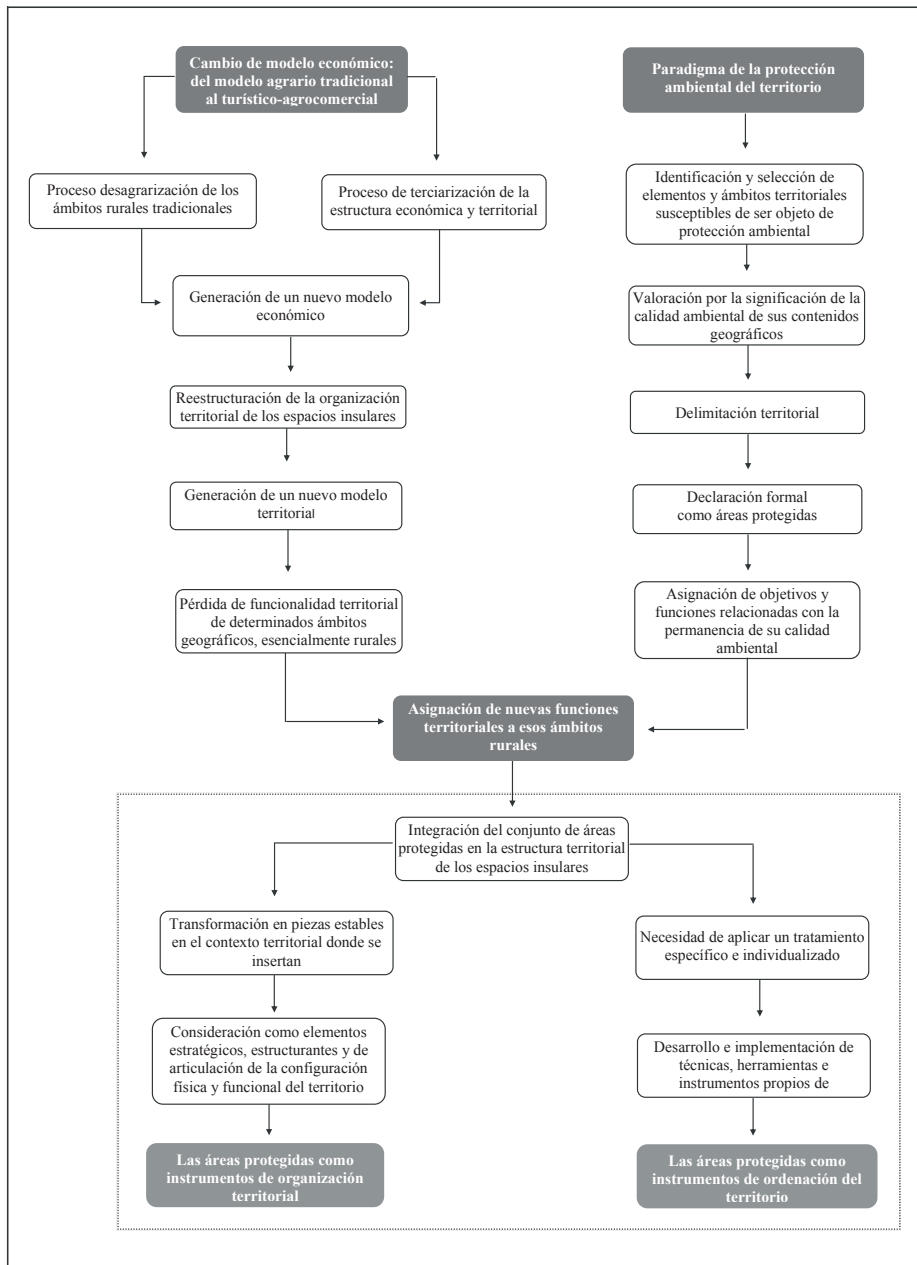 Cambio de modelo económico:
del modelo agrario tradicional
al turístico-agrocomercial
Paradigma de la protección
ambiental del territorio
Proceso desagrarización de los
ámbitos rurales tradicionales
Proceso de terciarización de la
estructura económica y territorial
Identificación y selección de
elementos y ámbitos territoriales
susceptibles de ser objeto de
protección ambiental
Generación de un nuevo modelo
económico
Valoración por la significación de la
calidad ambiental de sus contenidos
geográficos
Reestructuración de la organización
territorial de los espacios insulares
Delimitación territorial
Generación de un nuevo modelo
territorial
Declaración formal
como áreas protegidas
Pérdida de funcionalidad territorial
de determinados ámbitos
geográficos, esencialmente rurales
Asignación de objetivos y
funciones relacionadas con la
permanencia de su calidad
ambiental
Asignación de nuevas funciones
territoriales a esos ámbitos
rurales
Integración del conjunto de áreas
protegidas en la estructura territorial
de los espacios insulares
Transformación en piezas estables
en el contexto territorial donde se
insertan
Necesidad de aplicar un tratamiento
específico e individualizado
Consideración como elementos
estratégicos, estructurantes y de
articulación de la configuración
física y funcional del territorio
Desarrollo e implementación de
técnicas, herramientas e
instrumentos propios de
Las áreas protegidas como
instrumentos de organización
territorial
Las áreas protegidas como
instrumentos de ordenación del
territorio